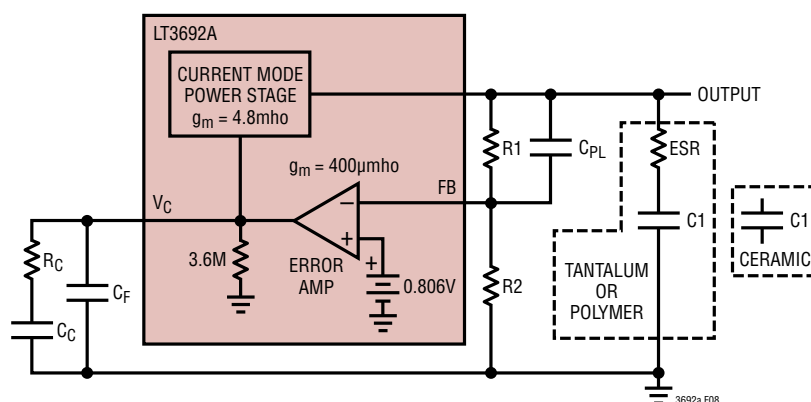 LT3692A
CURRENT MODE
POWER STAGE
gm = 4.8mho
OUTPUT
gm = 400µmho
R1
CPL
ESR
FB
VC
–
+
C1
C1
CERAMIC
RC
3.6M
ERROR
AMP
+
0.806V
R2
TANTALUM
OR
POLYMER
CF
CC
3692a F08